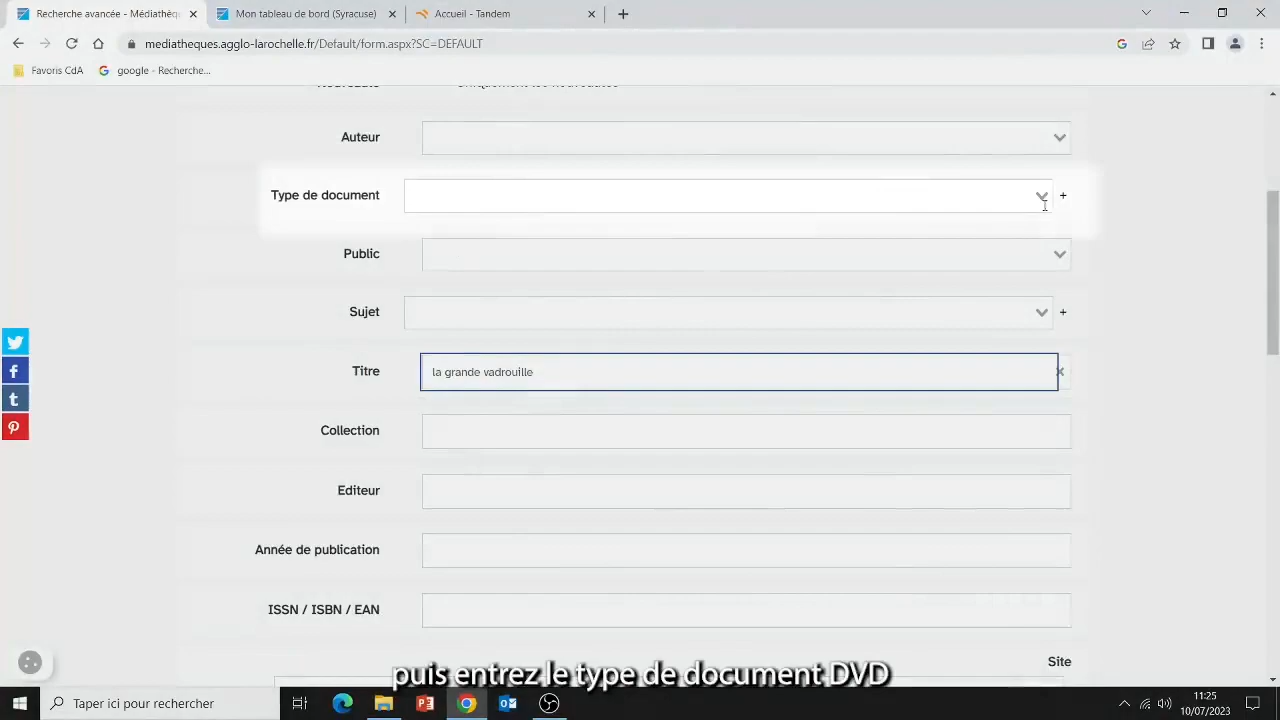 Recherche avancée - Médiathèq
Mon tableau de bord (Syracuse)
Accueil - Tandem
mediatheques.agglo-larochelle.fr/Default/form.aspx?SC=DEFAULT
Favoris CdA
google - Recherche...
Auteur
Type de document
+
Public
Sujet
+
Titre
la grande vadrouille
Collection
Editeur
Année de publication
ISSN / ISBN / EAN
Site
puis entrez le type de document DVD
Taper ici pour rechercher
11:25
10/07/2023